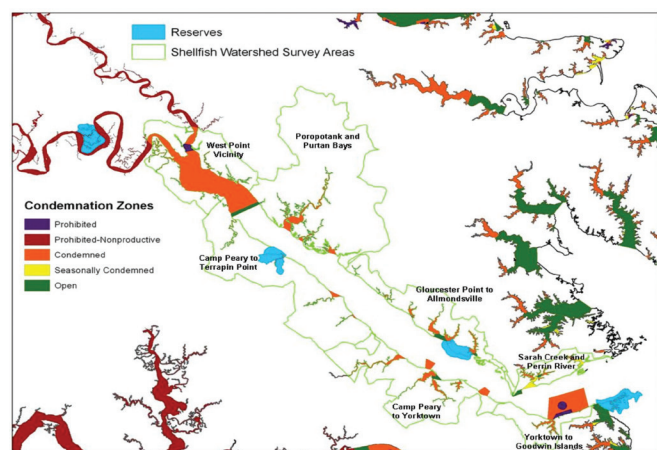 Reserves
Shellfish Watershed Survey Areas
Poropotank and
Purtan Bays
West Point
Vicinity
Condemnation Zones
Prohibited
Prohibited-Nonproductive
Condemned
Seasonally Condemned
Open
Camp Peary to
Terrapin Point
Gloucester Point to
Allmondsville
Sarah Creek and
Perrin River
Camp Peary
to Yorktown
Yorktown to
Goodwin Islands